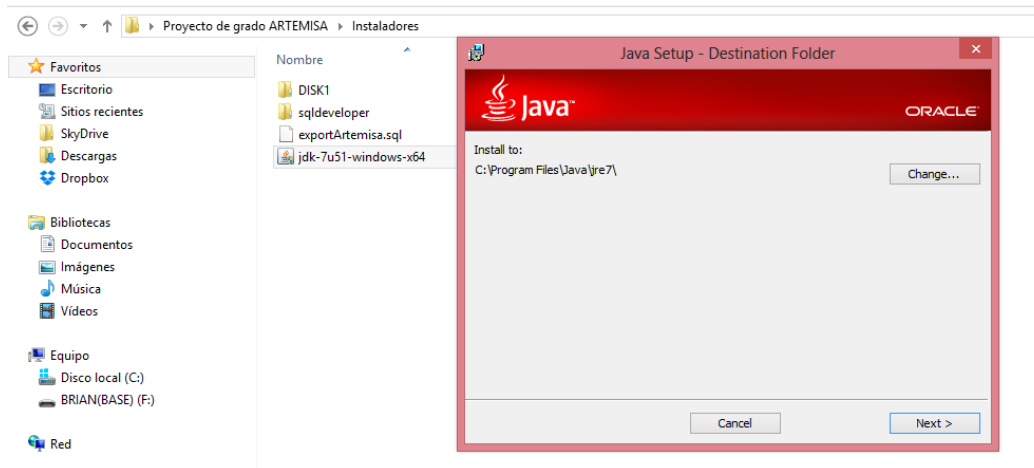 Proyecto de grado ARTEMISA Instaladores
Favoritos
Escritorio
Sitios recientes
SkyDrive
Descargas
Dropbox
Bibliotecas
Documentos
Imágenes
Música
Vídeos
Equipo
Disco local (C:)
BRIAN(BASE) (F:)
Red
Nombre
DISK1
sqldeveloper
exportArtemisa.sql
jdk-7u51-windows-x64
Java Setup - Destination Folder
Java™
ORACLE®
Install to:
C:\Program Files\Java\jre7\
Change...
Cancel
Next >